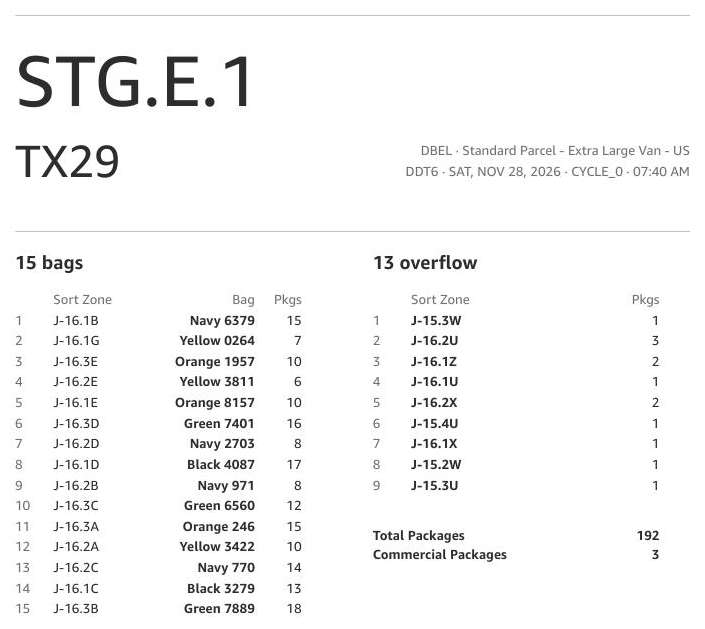 STG.E.1
TX29
DBEL · Standard Parcel - Extra Large Van - US
DDT6 · SAT, NOV 28, 2026 · CYCLE_0 · 07:40 AM
15 bags
Sort Zone Bag Pkgs
1 J-16.1B Navy 6379 15
2 J-16.1G Yellow 0264 7
3 J-16.3E Orange 1957 10
4 J-16.2E Yellow 3811 6
5 J-16.1E Orange 8157 10
6 J-16.3D Green 7401 16
7 J-16.2D Navy 2703 8
8 J-16.1D Black 4087 17
9 J-16.2B Navy 971 8
10 J-16.3C Green 6560 12
11 J-16.3A Orange 246 15
12 J-16.2A Yellow 3422 10
13 J-16.2C Navy 770 14
14 J-16.1C Black 3279 13
15 J-16.3B Green 7889 18
13 overflow
Sort Zone Pkgs
1 J-15.3W 1
2 J-16.2U 3
3 J-16.1Z 2
4 J-16.1U 1
5 J-16.2X 2
6 J-15.4U 1
7 J-16.1X 1
8 J-15.2W 1
9 J-15.3U 1
Total Packages 192
Commercial Packages 3